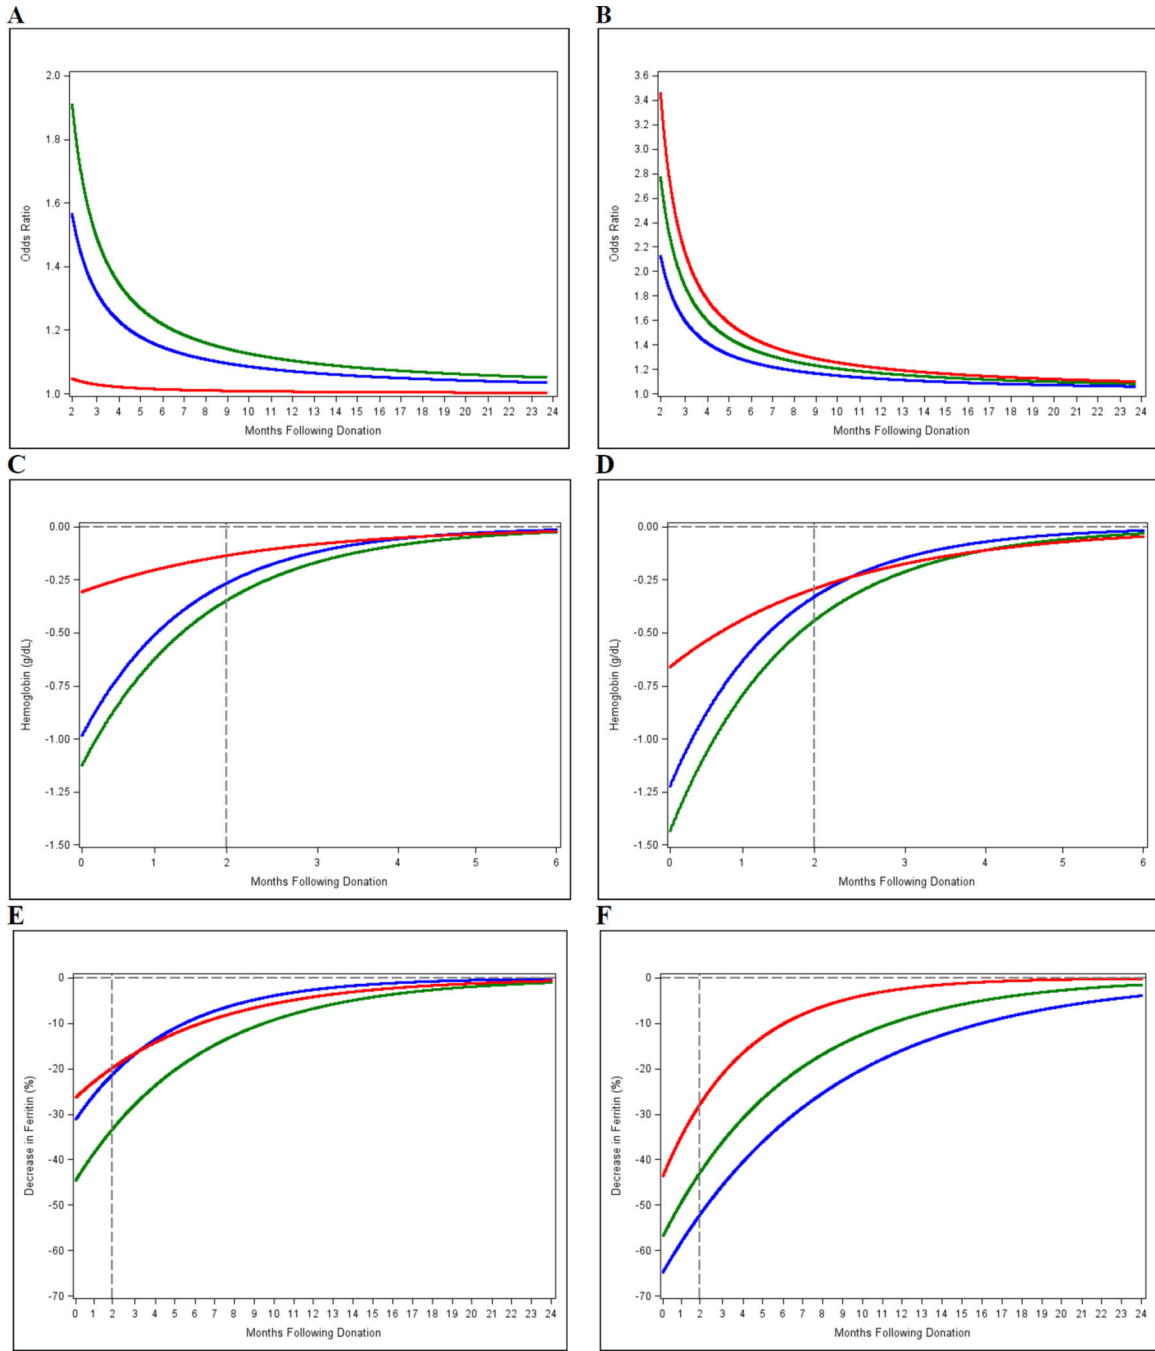 A
2.0
1.8
1.6
1.4
1.2
1.0
Odds Ratio
2 3 4 5 6 7 8 9 10 11 12 13 14 15 16 17 18 19 20 21 22 23 24
Months Following Donation
B
3.6
3.4
3.2
3.0
2.8
2.6
2.4
2.2
2.0
1.8
1.6
1.4
1.2
1.0
Odds Ratio
2 3 4 5 6 7 8 9 10 11 12 13 14 15 16 17 18 19 20 21 22 23 24
Months Following Donation
C
0.00
-0.25
-0.50
-0.75
-1.00
-1.25
-1.50
Hemoglobin (g/dL)
0 1 2 3 4 5 6
Months Following Donation
D
0.00
-0.25
-0.50
-0.75
-1.00
-1.25
-1.50
Hemoglobin (g/dL)
0 1 2 3 4 5 6
Months Following Donation
E
0
-10
-20
-30
-40
-50
-60
-70
Decrease in Ferritin (%)
0 1 2 3 4 5 6 7 8 9 10 11 12 13 14 15 16 17 18 19 20 21 22 23 24
Months Following Donation
F
0
-10
-20
-30
-40
-50
-60
-70
Decrease in Ferritin (%)
0 1 2 3 4 5 6 7 8 9 10 11 12 13 14 15 16 17 18 19 20 21 22 23 24
Months Following Donation